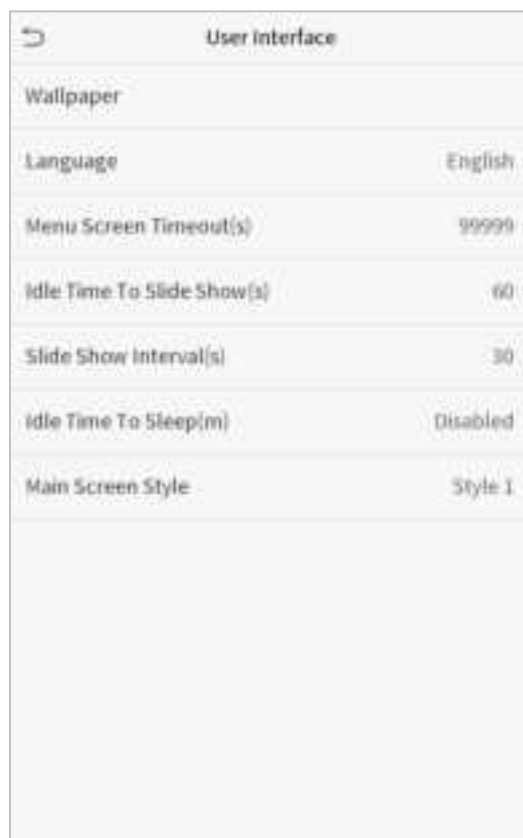 User Interface
Wallpaper
Language English
Menu Screen Timeout(s) 99999
Idle Time To Slide Show(s) 60
Slide Show Interval(s) 30
Idle Time To Sleep(m) Disabled
Main Screen Style Style 1